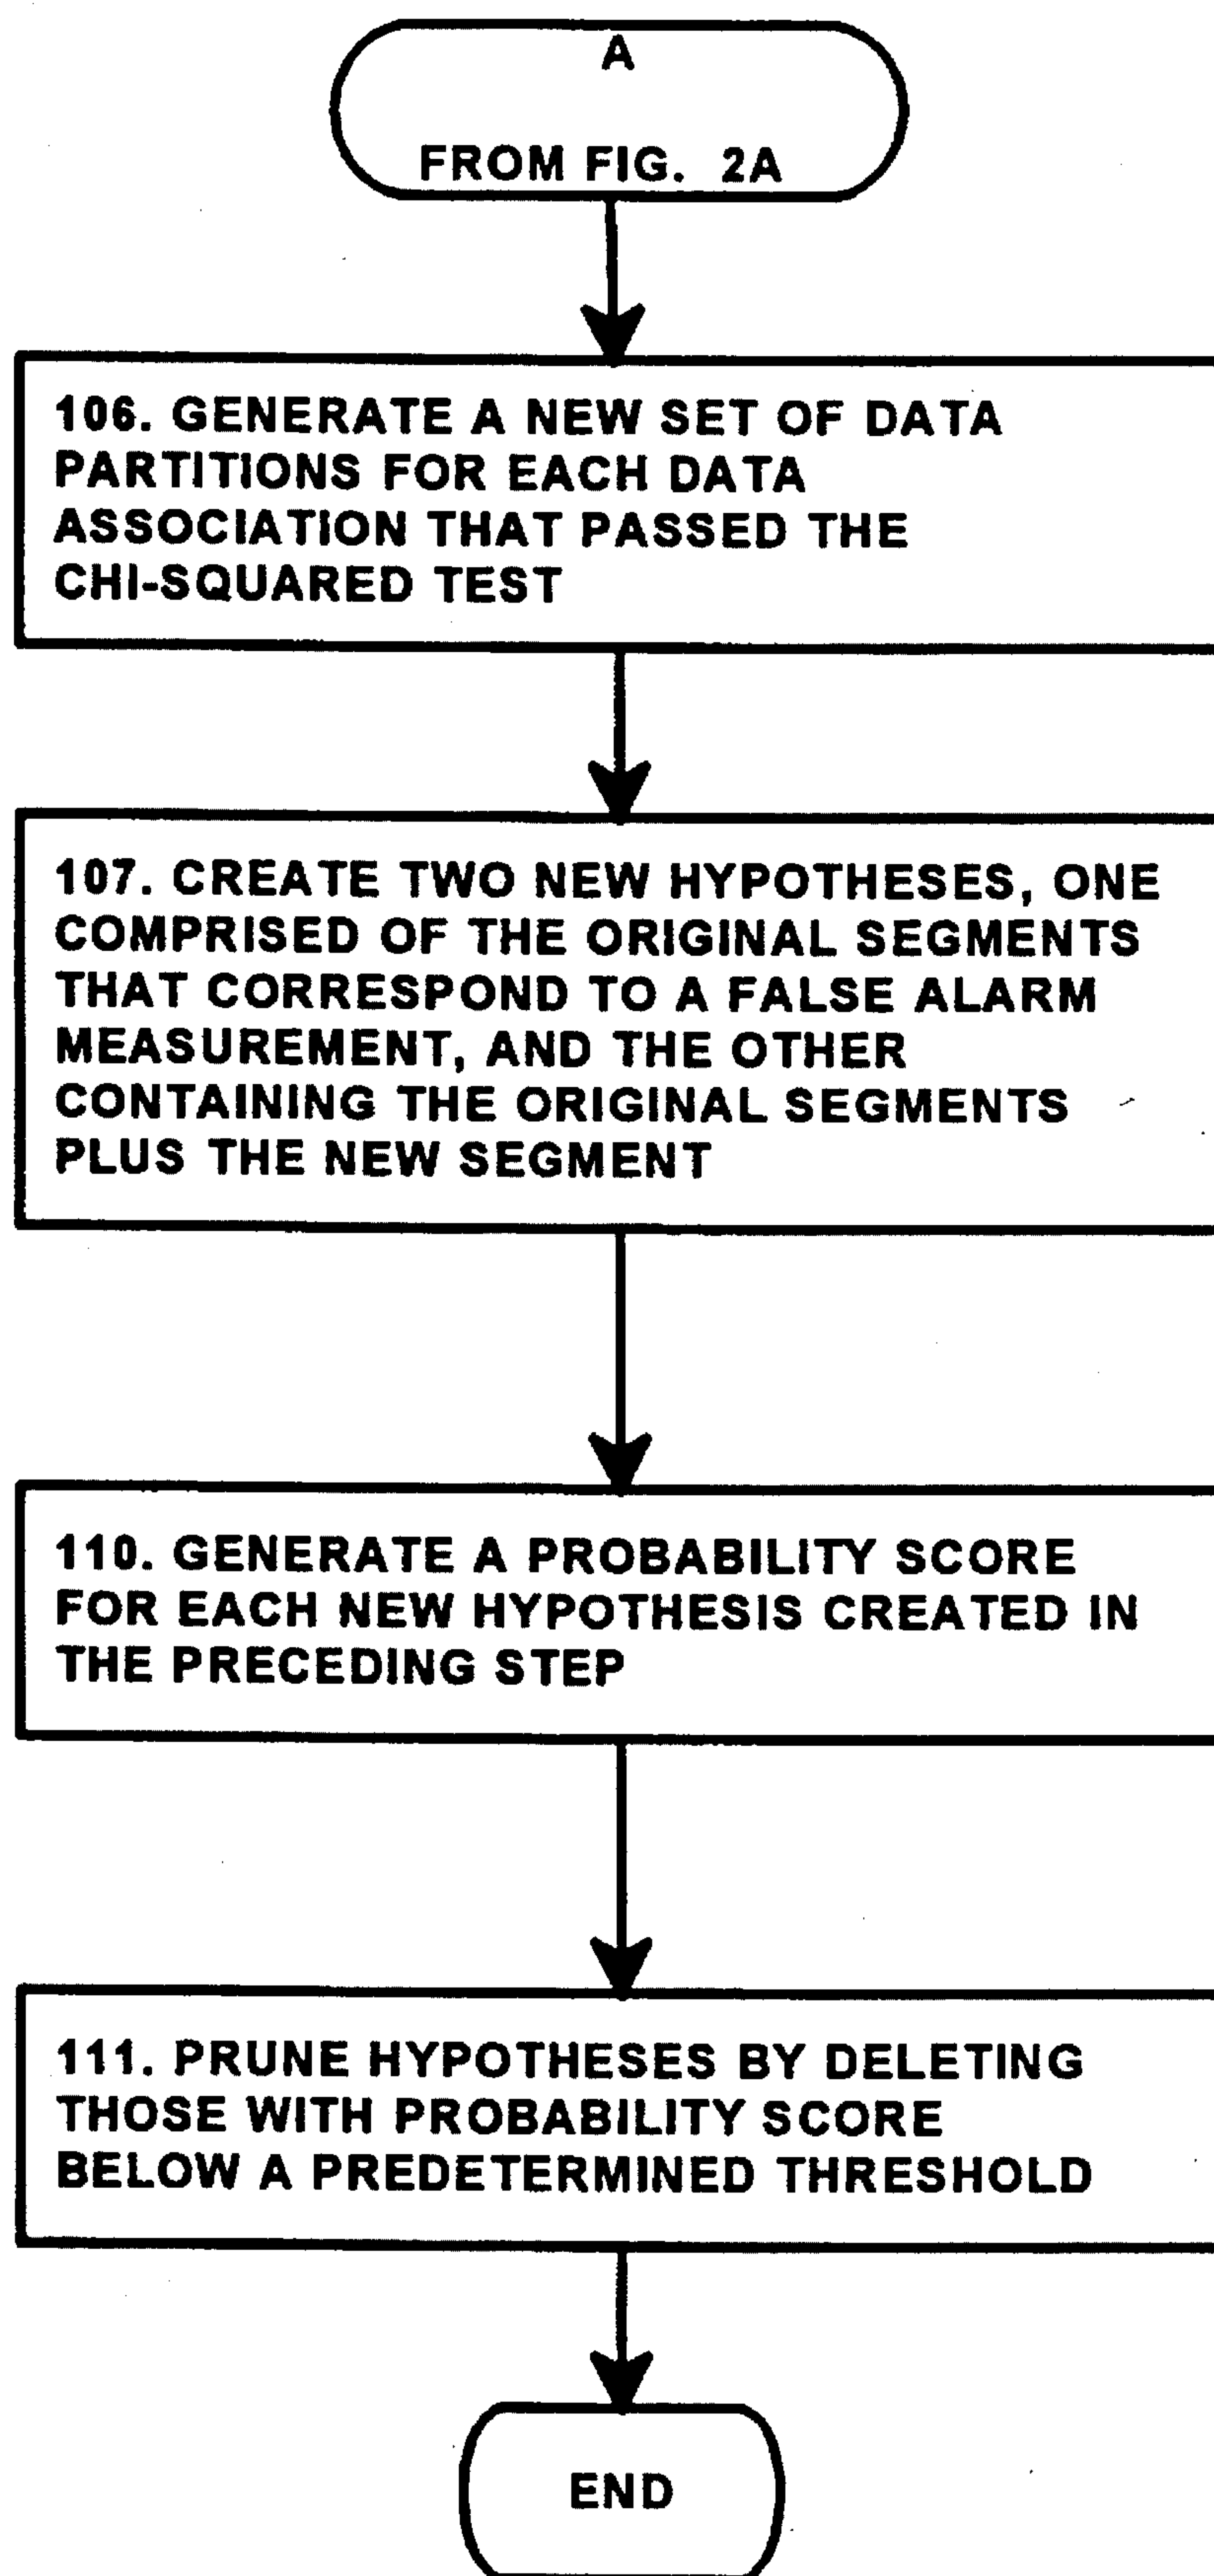 A
FROM FIG. 2A
106. GENERATE A NEW SET OF DATA
PARTITIONS FOR EACH DATA
ASSOCIATION THAT PASSED THE
CHI-SQUARED TEST
107. CREATE TWO NEW HYPOTHESES, ONE
COMPRISED OF THE ORIGINAL SEGMENTS
THAT CORRESPOND TO A FALSE ALARM
MEASUREMENT, AND THE OTHER
CONTAINING THE ORIGINAL SEGMENTS
PLUS THE NEW SEGMENT
110. GENERATE A PROBABILITY SCORE
FOR EACH NEW HYPOTHESIS CREATED IN
THE PRECEDING STEP
111. PRUNE HYPOTHESES BY DELETING
THOSE WITH PROBABILITY SCORE
BELOW A PREDETERMINED THRESHOLD
END